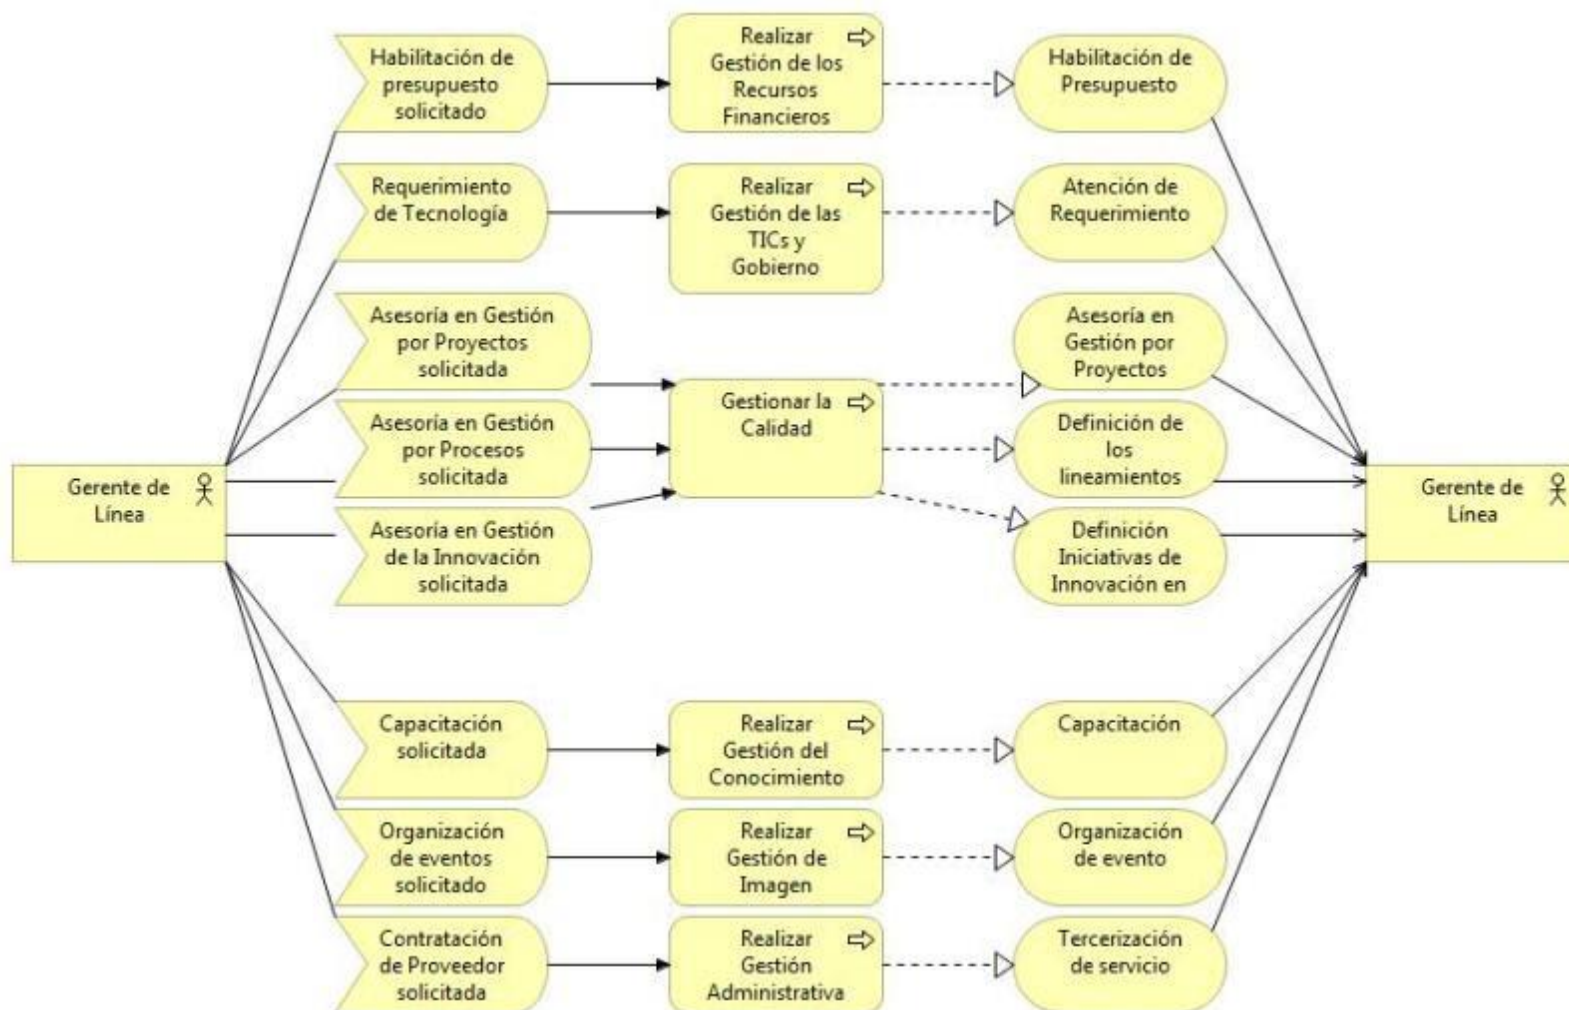 Habilitación de
presupuesto
solicitado
Realizar
Gestión de los
Recursos
Financieros
Habilitación de
Presupuesto
Requerimiento
de Tecnología
Realizar
Gestión de las
TICs y
Gobierno
Atención de
Requerimiento
Asesoría en Gestión
por Proyectos
solicitada
Asesoría en
Gestión por
Proyectos
Gerente de
Línea
Asesoría en Gestión
por Procesos
solicitada
Gestionar la
Calidad
Definición de
los
lineamientos
Gerente de
Línea
Asesoría en Gestión
de la Innovación
solicitada
Definición
Iniciativas de
Innovación en
Capacitación
solicitada
Realizar
Gestión del
Conocimiento
Capacitación
Organización
de eventos
solicitado
Realizar
Gestión de
Imagen
Organización
de evento
Contratación
de Proveedor
solicitada
Realizar
Gestión
Administrativa
Tercerización
de servicio